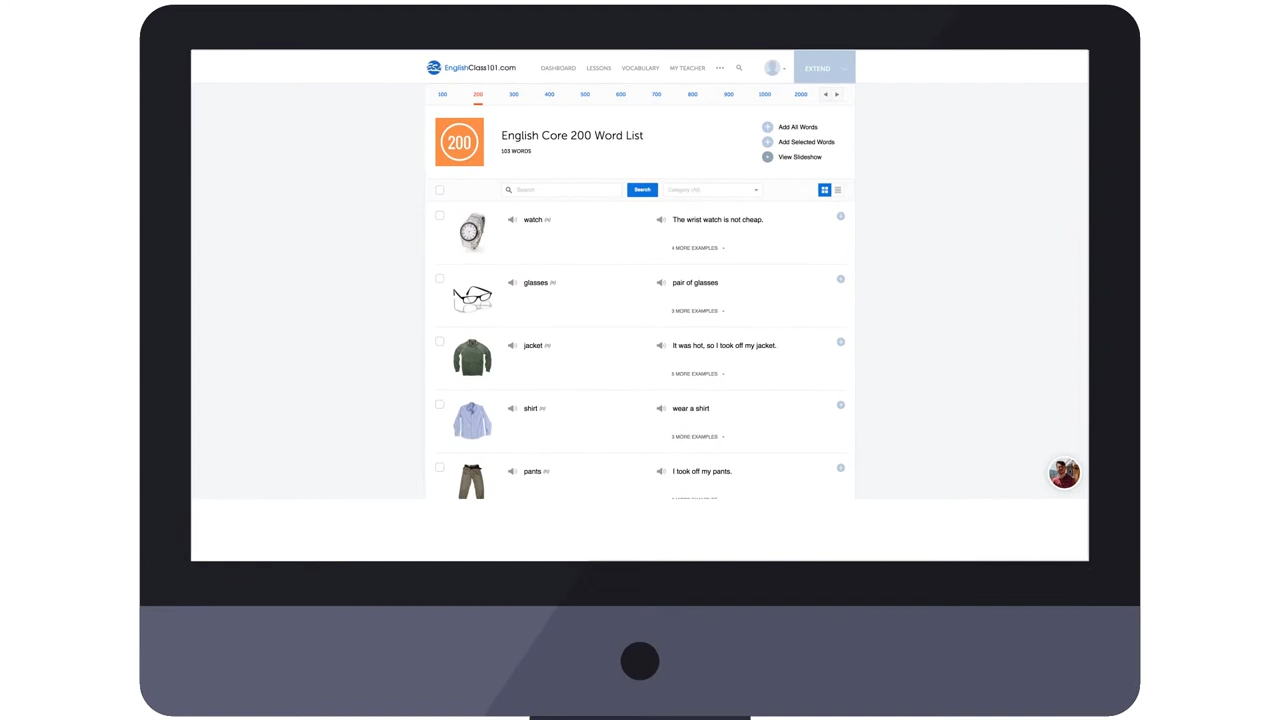 EnglishClass101.com
DASHBOARD LESSONS VOCABULARY MY TEACHER EXTEND
100 200 300 400 500 600 700 800 900 1000 2000
200
English Core 200 Word List
103 WORDS
Add All Words
Add Selected Words
View Slideshow
Search Search Category (All)
watch (n) The wrist watch is not cheap.
4 MORE EXAMPLES
glasses (n) pair of glasses
3 MORE EXAMPLES
jacket (n) It was hot, so I took off my jacket.
5 MORE EXAMPLES
shirt (n) wear a shirt
3 MORE EXAMPLES
pants (n) I took off my pants.